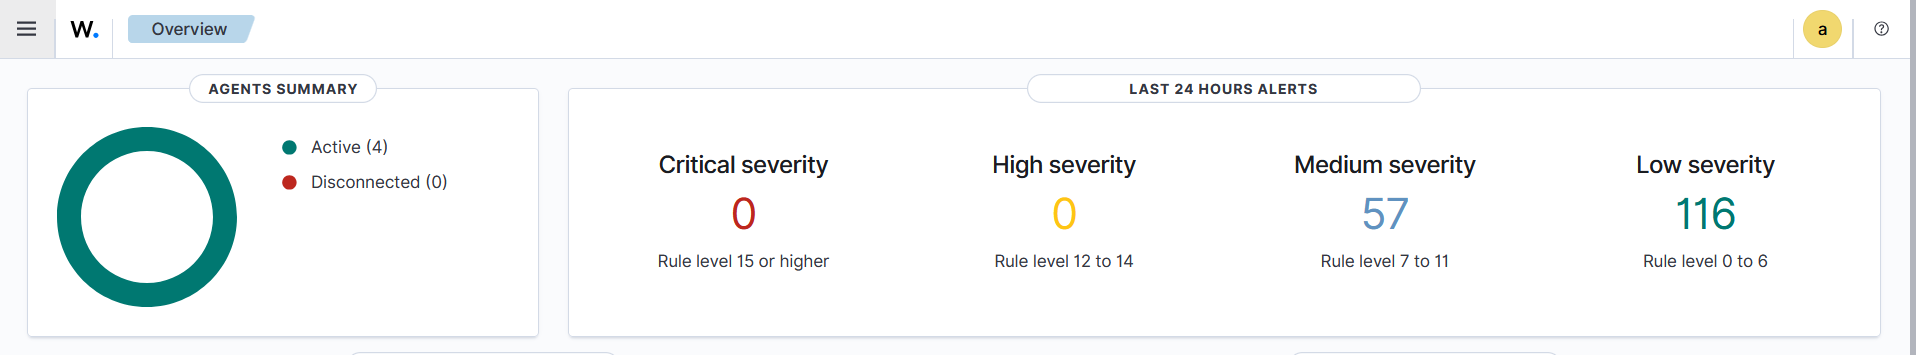 W.
Overview
a
AGENTS SUMMARY
Active (4)
Disconnected (0)
LAST 24 HOURS ALERTS
Critical severity
0
Rule level 15 or higher
High severity
0
Rule level 12 to 14
Medium severity
57
Rule level 7 to 11
Low severity
116
Rule level 0 to 6